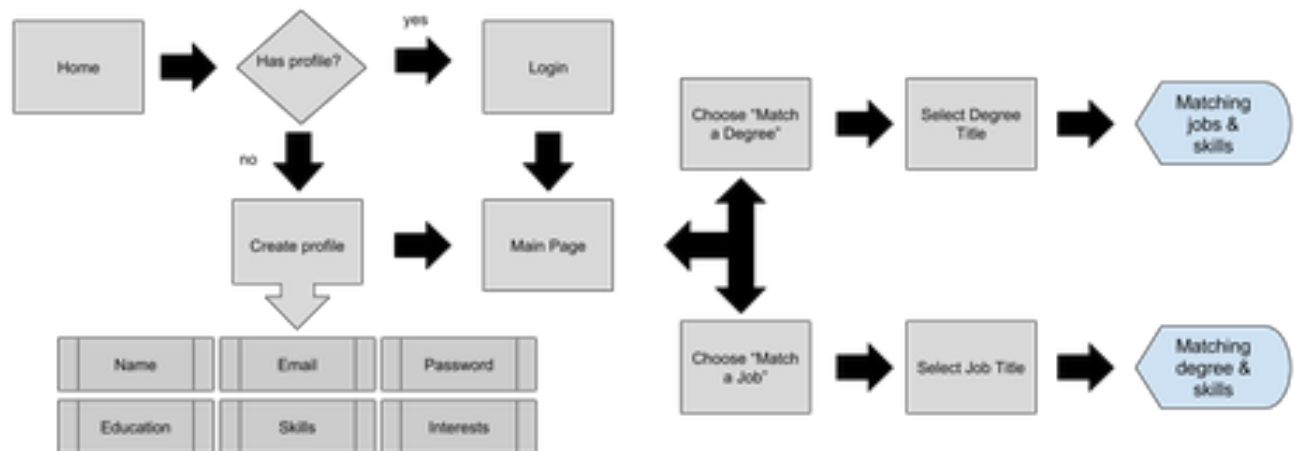 Home
Has profile?
yes
Login
no
Create profile
Main Page
Name
Email
Password
Education
Skills
Interests
Choose "Match
a Degree"
Select Degree
Title
Matching
jobs &
skills
Choose "Match
a Job"
Select Job Title
Matching
degree &
skills